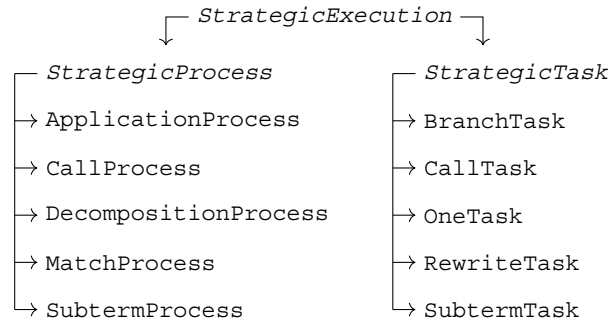 StrategicExecution
StrategicProcess
ApplicationProcess
CallProcess
DecompositionProcess
MatchProcess
SubtermProcess
StrategicTask
BranchTask
CallTask
OneTask
RewriteTask
SubtermTask